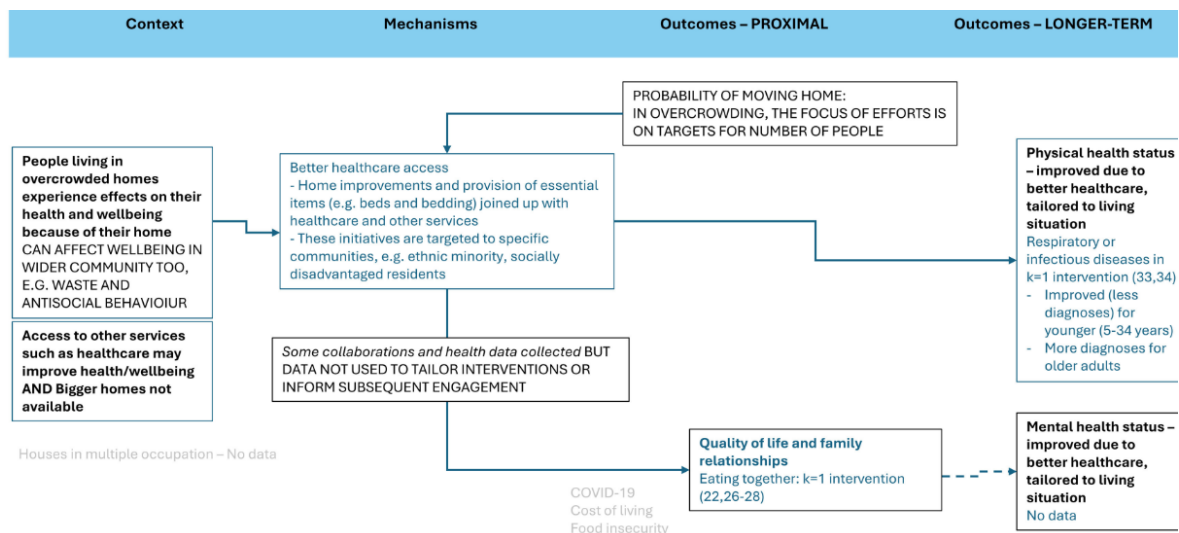 Context
Mechanisms
Outcomes – PROXIMAL
Outcomes – LONGER-TERM
PROBABILITY OF MOVING HOME:
IN OVERCROWDING, THE FOCUS OF EFFORTS IS
ON TARGETS FOR NUMBER OF PEOPLE
People living in
overcrowded homes
experience effects on their
health and wellbeing
because of their home
CAN AFFECT WELLBEING IN
WIDER COMMUNITY TOO,
E.G. WASTE AND
ANTISOCIAL BEHAVIOIUR
Access to other services
such as healthcare may
improve health/wellbeing
AND Bigger homes not
available
Houses in multiple occupation – No data
Better healthcare access
- Home improvements and provision of essential
items (e.g. beds and bedding) joined up with
healthcare and other services
- These initiatives are targeted to specific
communities, e.g. ethnic minority, socially
disadvantaged residents
Some collaborations and health data collected BUT
DATA NOT USED TO TAILOR INTERVENTIONS OR
INFORM SUBSEQUENT ENGAGEMENT
COVID-19
Cost of living
Food insecurity
Quality of life and family
relationships
Eating together: k=1 intervention
(22,26-28)
Physical health status
– improved due to
better healthcare,
tailored to living
situation
Respiratory or
infectious diseases in
k=1 intervention (33,34)
- Improved (less
diagnoses) for
younger (5-34 years)
- More diagnoses for
older adults
Mental health status –
improved due to
better healthcare,
tailored to living
situation
No data